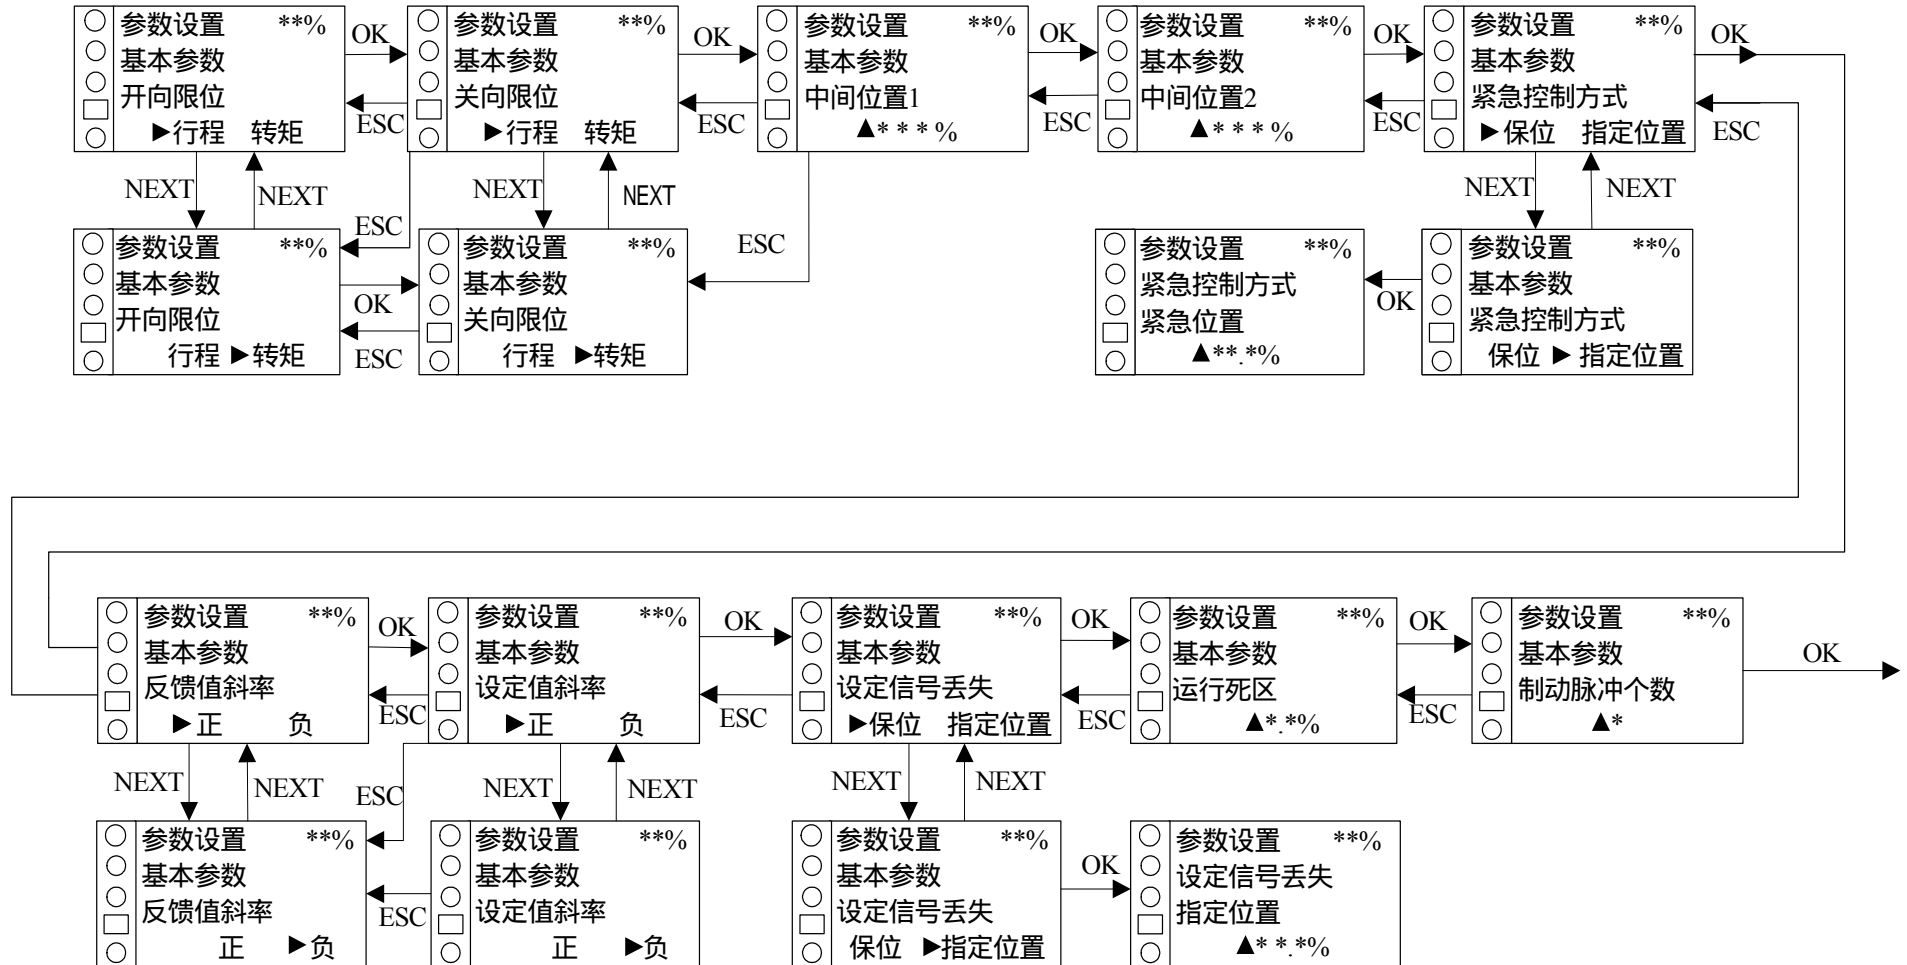 参数设置 **%
基本参数
开向限位
▶行程 转矩
OK
ESC
参数设置 **%
基本参数
关向限位
▶行程 转矩
OK
ESC
参数设置 **%
基本参数
中间位置1
▲***%
OK
ESC
参数设置 **%
基本参数
中间位置2
▲***%
OK
ESC
参数设置 **%
基本参数
紧急控制方式
▶保位 指定位置
OK
ESC
NEXT
NEXT
NEXT
NEXT
NEXT
NEXT
ESC
ESC
参数设置 **%
基本参数
开向限位
行程 ▶转矩
OK
ESC
参数设置 **%
基本参数
关向限位
行程 ▶转矩
参数设置 **%
紧急控制方式
紧急位置
▲**.*%
OK
参数设置 **%
基本参数
紧急控制方式
保位 ▶指定位置
参数设置 **%
基本参数
反馈值斜率
▶正 负
OK
ESC
参数设置 **%
基本参数
设定值斜率
▶正 负
OK
ESC
参数设置 **%
基本参数
设定信号丢失
▶保位 指定位置
OK
ESC
参数设置 **%
基本参数
运行死区
▲*.*%
OK
ESC
参数设置 **%
基本参数
制动脉冲个数
▲*
OK
NEXT
NEXT
ESC
NEXT
NEXT
NEXT
NEXT
参数设置 **%
基本参数
反馈值斜率
正 ▶负
ESC
参数设置 **%
基本参数
设定值斜率
正 ▶负
参数设置 **%
基本参数
设定信号丢失
保位 ▶指定位置
OK
参数设置 **%
设定信号丢失
指定位置
▲**.*%